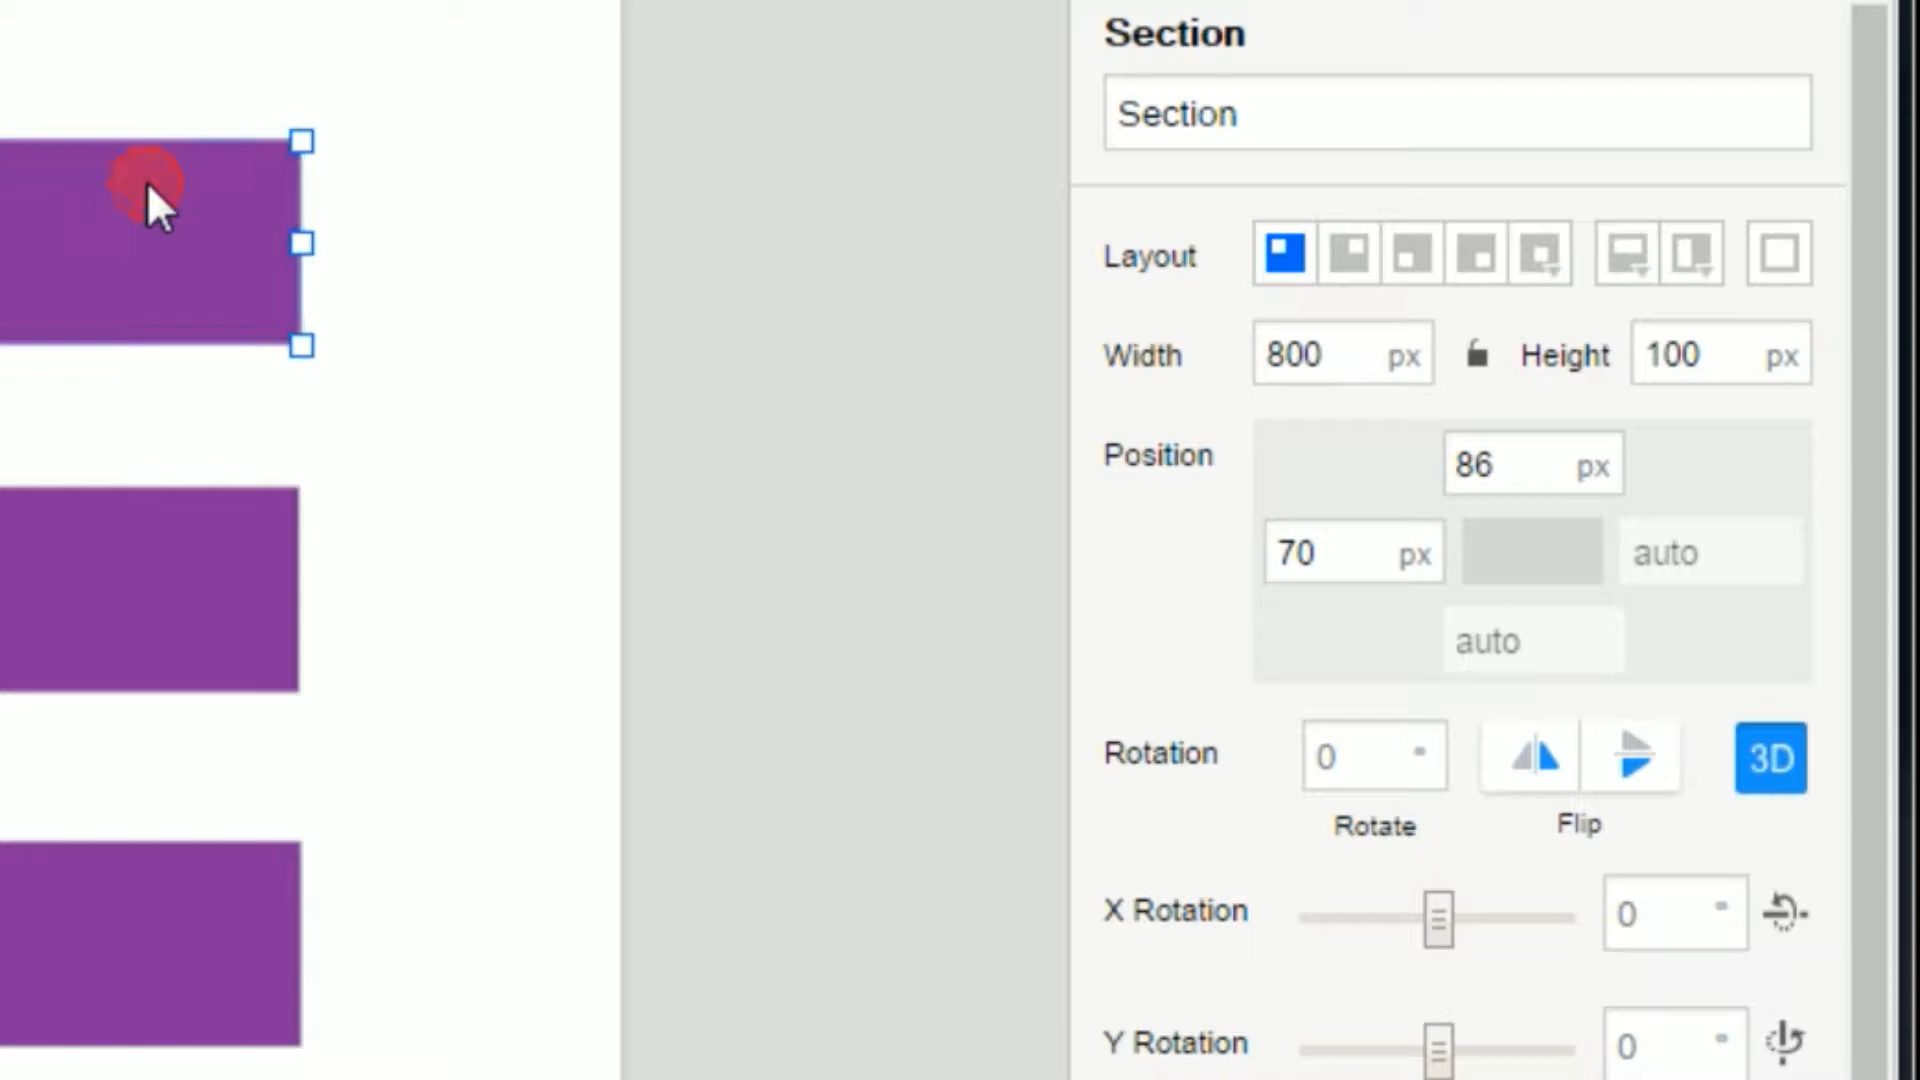 Section
Section
Layout
Width 800 px Height 100 px
Position 86 px
70 px auto
auto
Rotation 0 ° 3D
Rotate Flip
X Rotation 0 °
Y Rotation 0 °